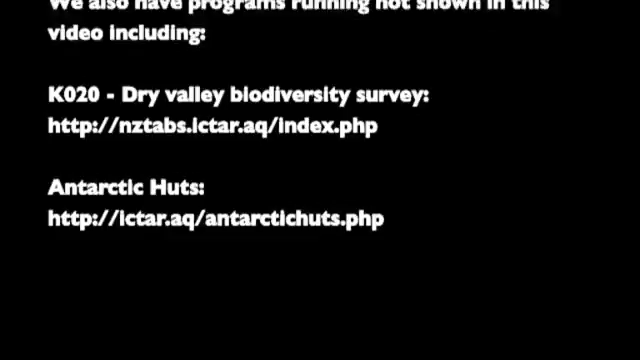 We also have programs running not shown in this
video including:
K020 - Dry valley biodiversity survey:
http://nztabs.ictar.aq/index.php
Antarctic Huts:
http://ictar.aq/antarctichuts.php